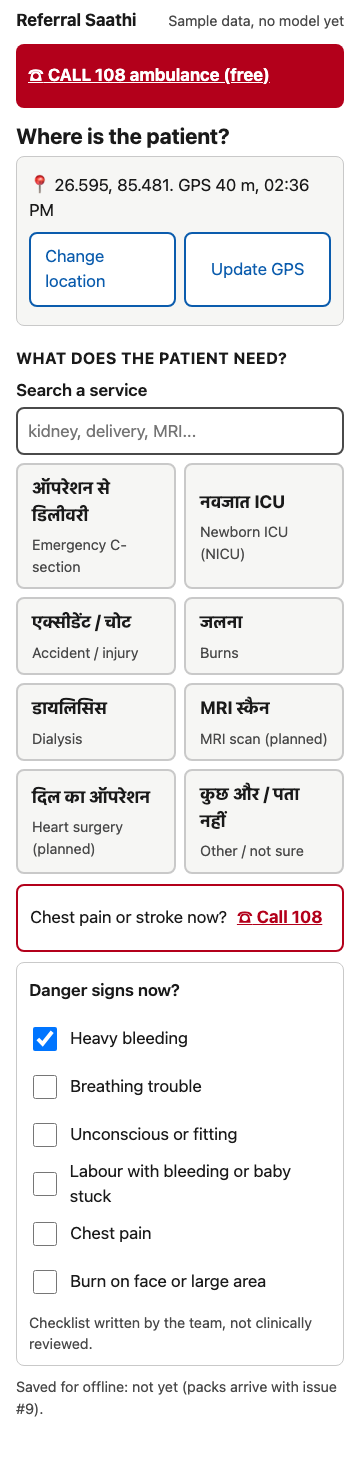 Referral Saathi Sample data, no model yet
☎ CALL 108 ambulance (free)
Where is the patient?
📍 26.595, 85.481. GPS 40 m, 02:36
PM
Change
location
Update GPS
WHAT DOES THE PATIENT NEED?
Search a service
kidney, delivery, MRI...
ऑपरेशन से
डिलीवरी
Emergency C-
section
नवजात ICU
Newborn ICU
(NICU)
एक्सीडेंट / चोट
Accident / injury
जलना
Burns
डायलिसिस
Dialysis
MRI स्कैन
MRI scan (planned)
दिल का ऑपरेशन
Heart surgery
(planned)
कुछ और / पता
नहीं
Other / not sure
Chest pain or stroke now? ☎ Call 108
Danger signs now?
Heavy bleeding
Breathing trouble
Unconscious or fitting
Labour with bleeding or baby
stuck
Chest pain
Burn on face or large area
Checklist written by the team, not clinically
reviewed.
Saved for offline: not yet (packs arrive with issue
#9).